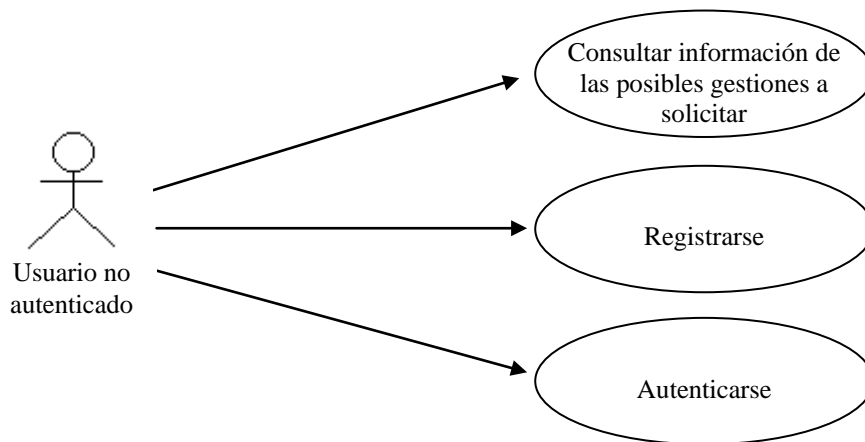 Consultar información de
las posibles gestiones a
solicitar
Registrarse
Usuario no
autenticado
Autenticarse